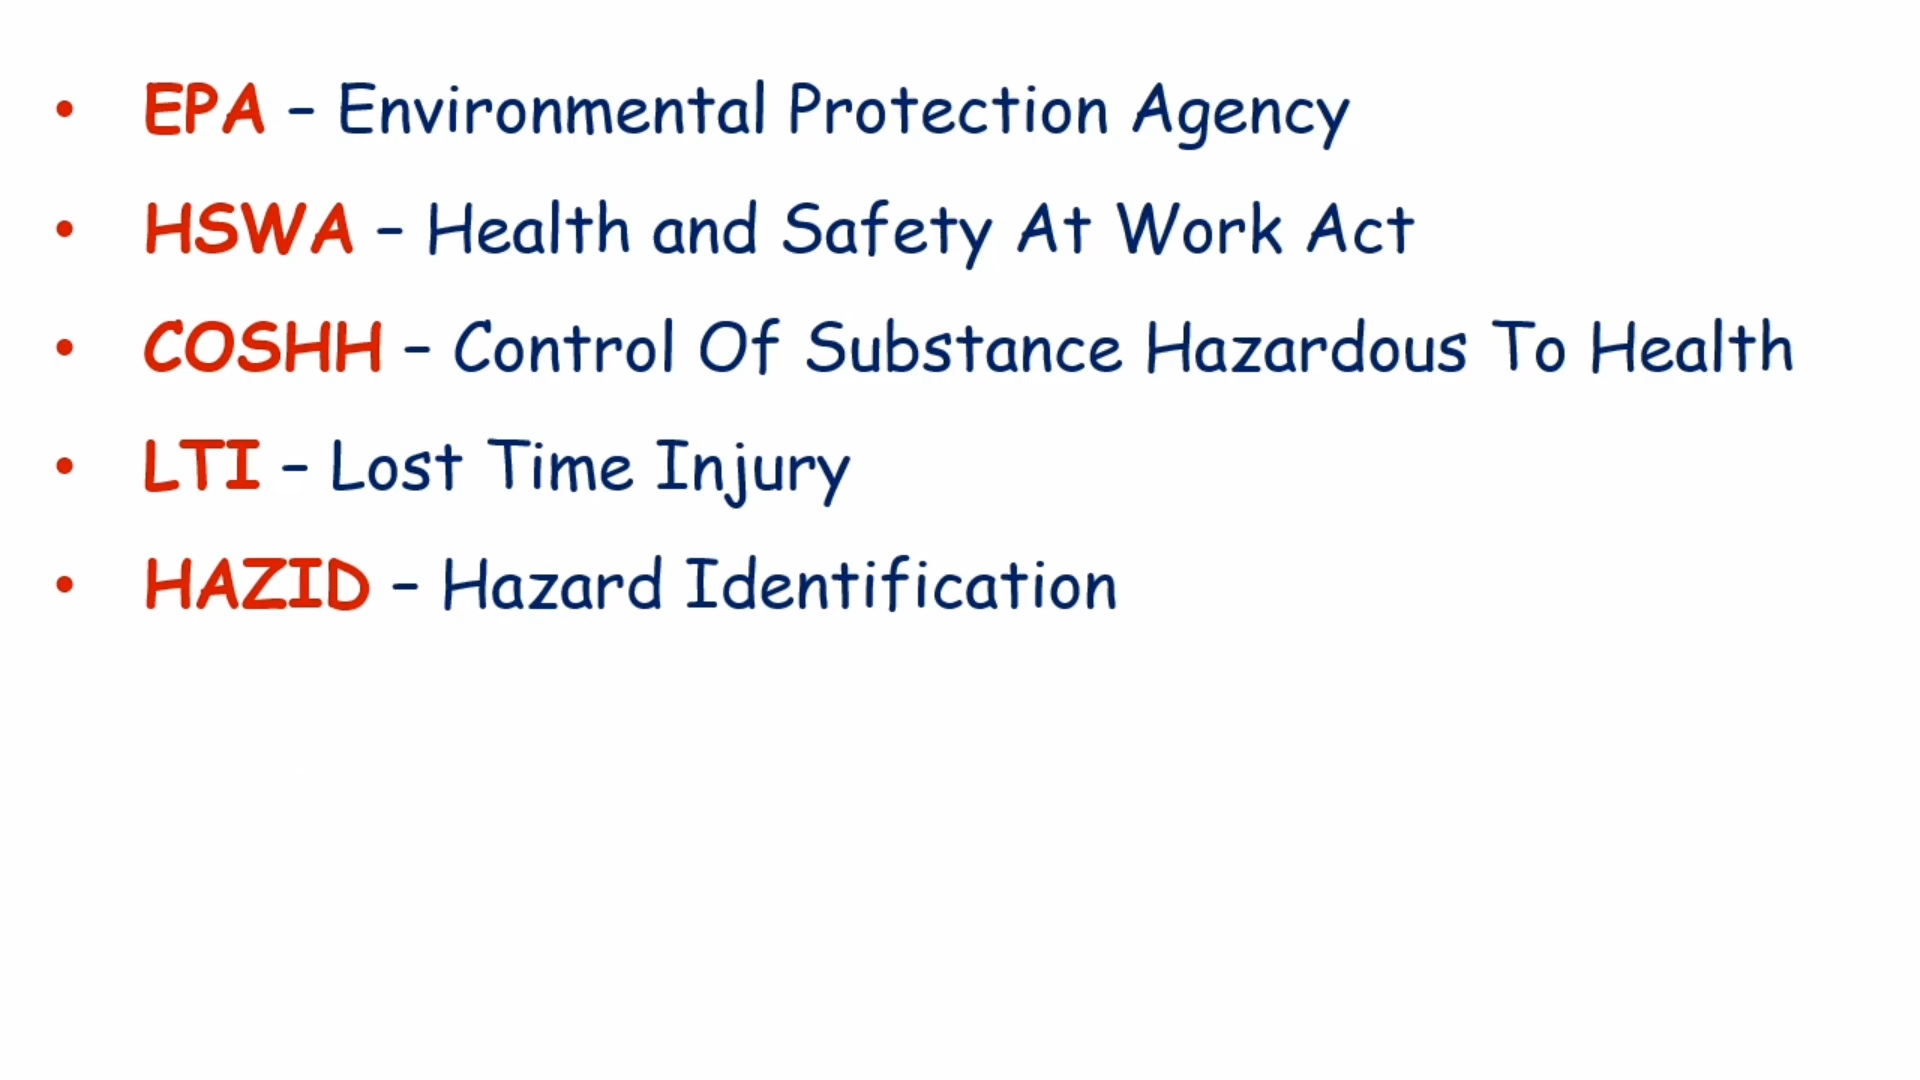 • EPA – Environmental Protection Agency
• HSWA – Health and Safety At Work Act
• COSHH – Control Of Substance Hazardous To Health
• LTI – Lost Time Injury
• HAZID – Hazard Identification